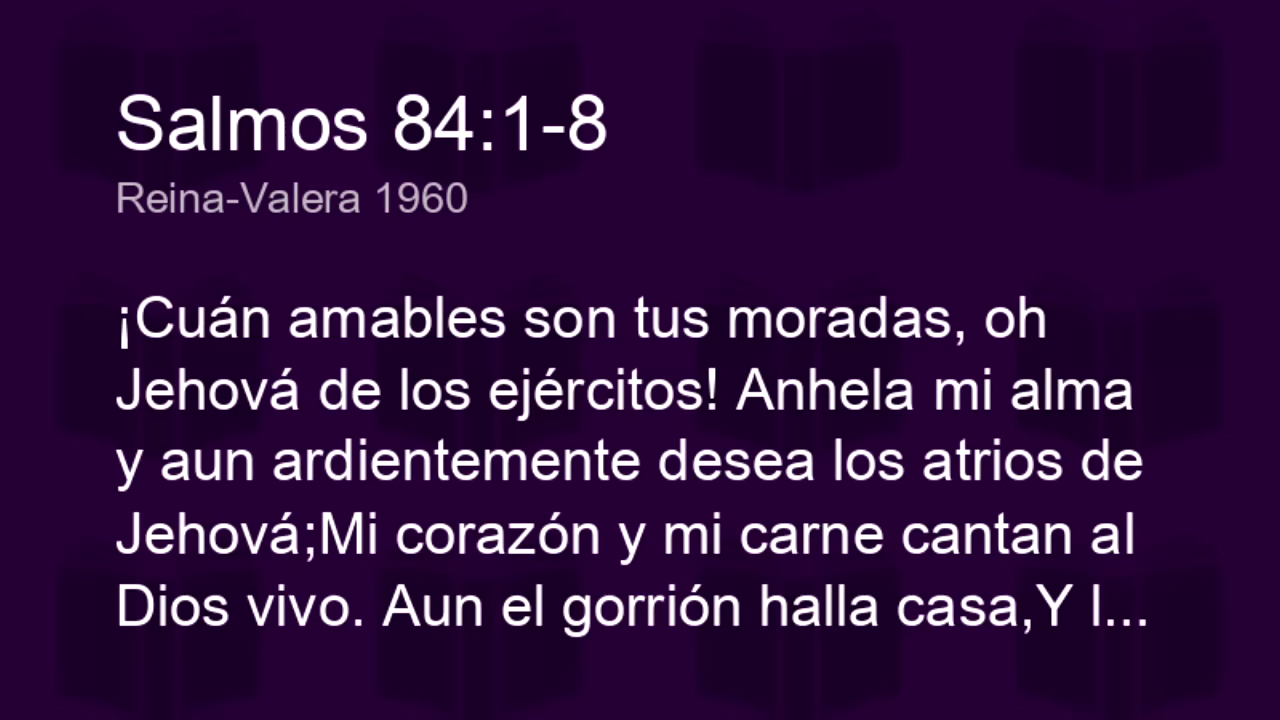 Salmos 84:1-8
Reina-Valera 1960
¡Cuán amables son tus moradas, oh
Jehová de los ejércitos! Anhela mi alma
y aun ardientemente desea los atrios de
Jehová;Mi corazón y mi carne cantan al
Dios vivo. Aun el gorrión halla casa,Y l...